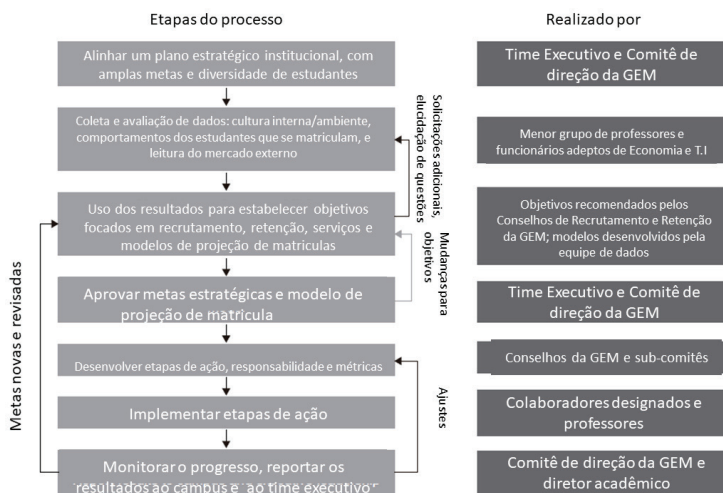 Etapas do processo
Realizado por
Alinhar um plano estratégico institucional, com
amplas metas e diversidade de estudantes
Time Executivo e Comitê de
direção da GEM
Coleta e avaliação de dados: cultura interna/ambiente,
comportamentos dos estudantes que se matriculam, e
leitura do mercado externo
Solicitações adicionais,
elucidação de questões
Menor grupo de professores e
funcionários adeptos de Economia e T.I
Uso dos resultados para estabelecer objetivos
focados em recrutamento, retenção, serviços e
modelos de projeção de matriculas
Mudanças para
objetivos
Objetivos recomendados pelos
Conselhos de Recrutamento e Retenção
da GEM; modelos desenvolvidos pela
equipe de dados
Aprovar metas estratégicas e modelo de
projeção de matricula
Time Executivo e Comitê de
direção da GEM
Metas novas e revisadas
Desenvolver etapas de ação, responsabilidade e métricas
Conselhos da GEM e sub-comitês
Ajustes
Implementar etapas de ação
Colaboradores designados e
professores
Monitorar o progresso, reportar os
resultados ao campus e ao time executivo
Comitê de direção da GEM e
diretor acadêmico